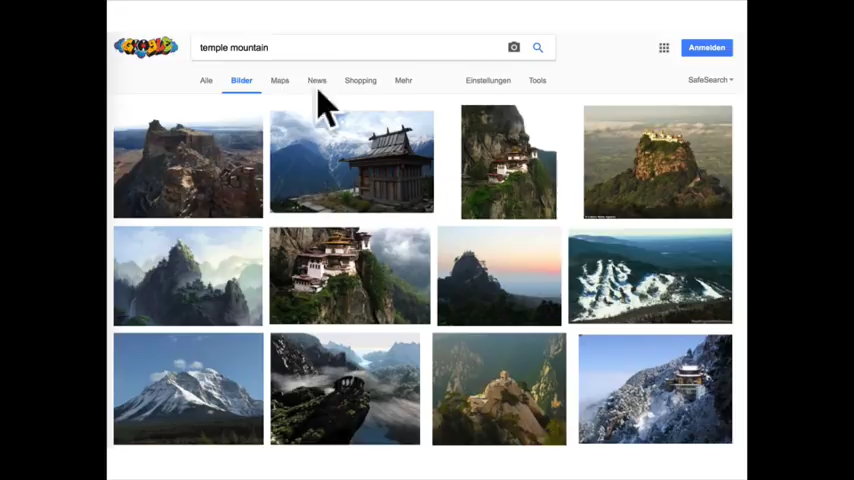 temple mountain
Anmelden
Alle Bilder Maps News Shopping Mehr Einstellungen Tools SafeSearch